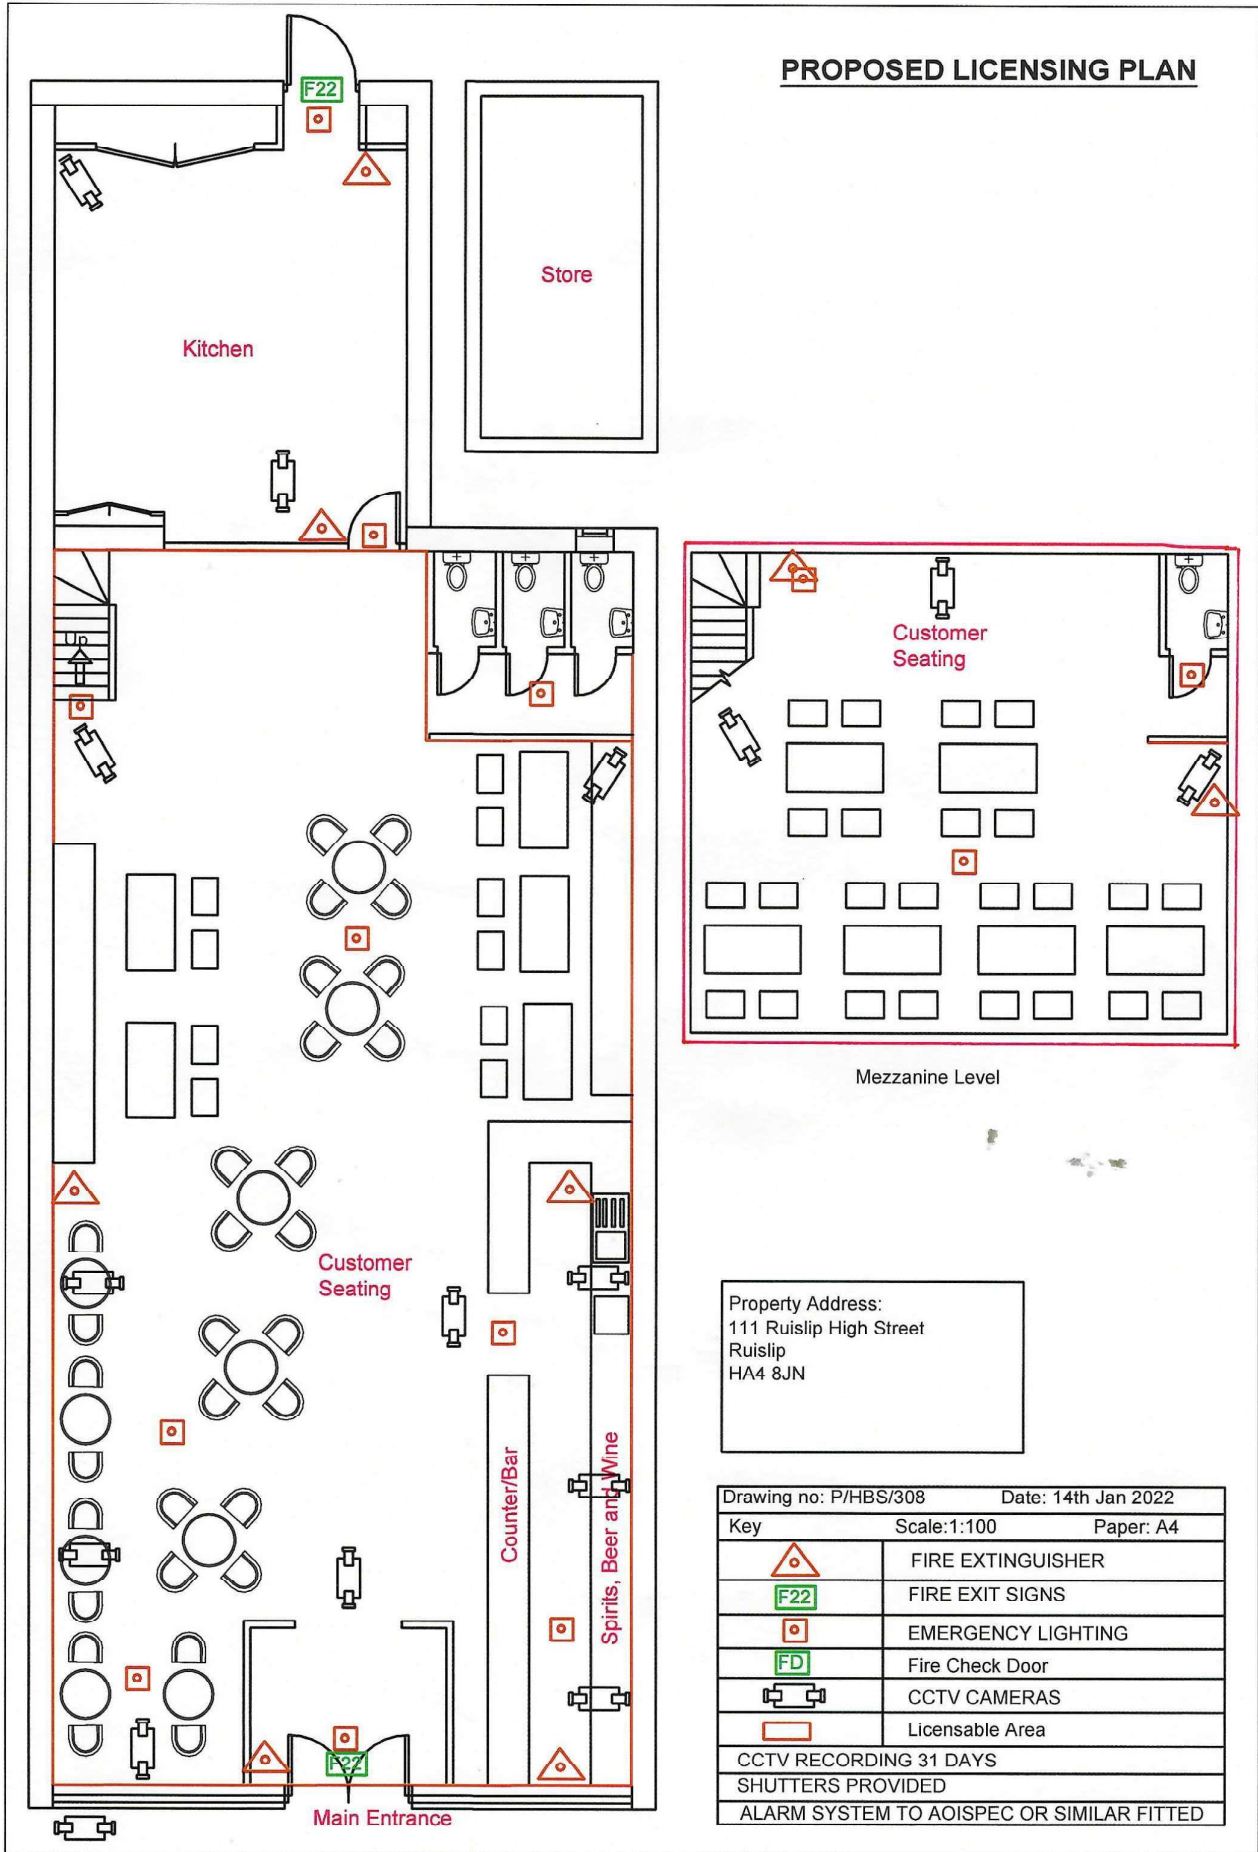 PROPOSED LICENSING PLAN
F22
Store
Kitchen
Up
Customer
Seating
Mezzanine Level
Customer
Seating
Counter/Bar
Spirits, Beer and Wine
F22
Main Entrance
Property Address:
111 Ruislip High Street
Ruislip
HA4 8JN
Drawing no: P/HBS/308 Date: 14th Jan 2022
Key Scale:1:100 Paper: A4
FIRE EXTINGUISHER
F22 FIRE EXIT SIGNS
EMERGENCY LIGHTING
FD Fire Check Door
CCTV CAMERAS
Licensable Area
CCTV RECORDING 31 DAYS
SHUTTERS PROVIDED
ALARM SYSTEM TO AOISPEC OR SIMILAR FITTED